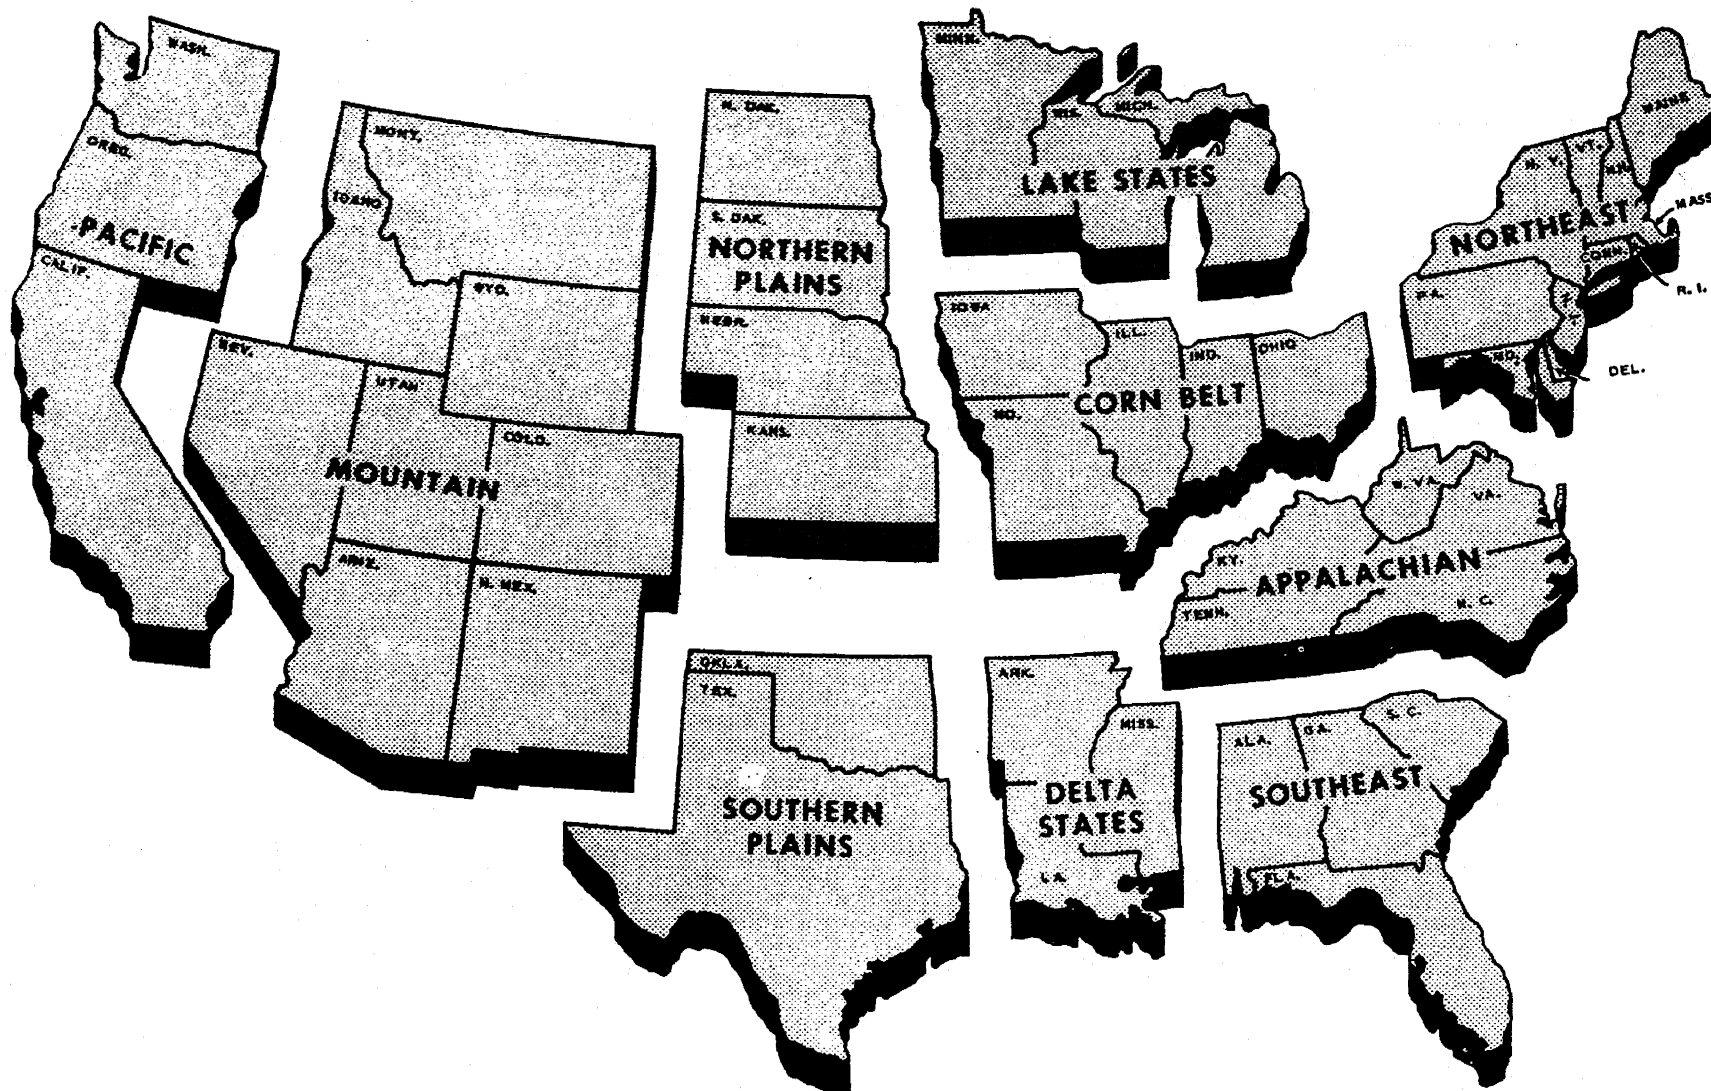 WASH.
OREG.
PACIFIC
CALIF.
MONT.
IDAHO
WYO.
NEV.
UTAH
COLO.
MOUNTAIN
ARIZ.
N. MEX.
N. DAK.
S. DAK.
NORTHERN
PLAINS
NEBR.
KANS.
OKLA.
TEX.
SOUTHERN
PLAINS
MINN.
WIS.
MICH.
LAKE STATES
IOWA
ILL.
IND.
OHIO
MO.
CORN BELT
ARK.
MISS.
DELTA
STATES
LA.
MAINE
N. Y.
VT.
N.H.
MASS
NORTHEAST
CONN.
R. I.
PA.
N.
J.
MD.
DEL.
W. VA.
VA.
KY.
APPALACHIAN
TENN.
N. C.
ALA.
GA.
S. C.
SOUTHEAST
FLA.